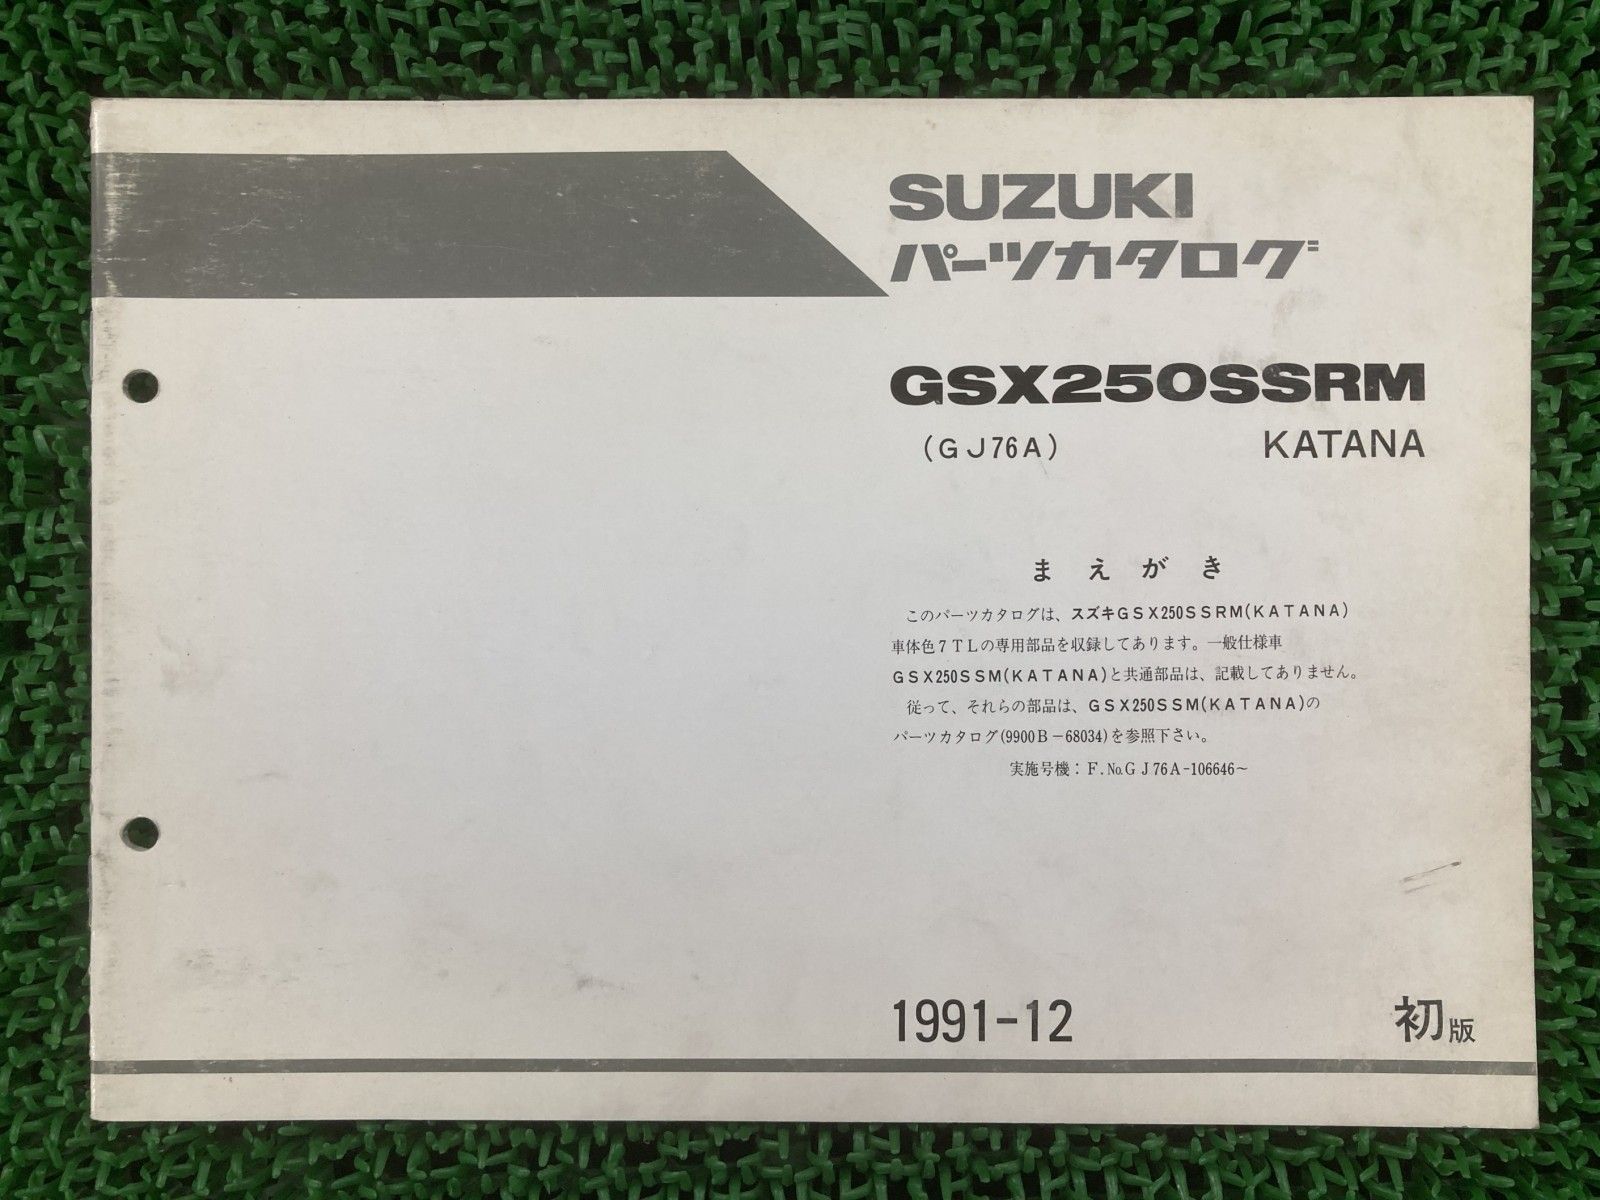 SUZUKI
パーツカタログ
GSX250SSRM
(GJ76A) KATANA
まえがき
このパーツカタログは、スズキGSX250SSRM(KATANA)
車体色7TLの専用部品を収録してあります。一般仕様車
GSX250SSM(KATANA)と共通部品は、記載してありません。
従って、それらの部品は、GSX250SSM(KATANA)の
パーツカタログ(9900B-68034)を参照下さい。
実施号機：F.No.GJ76A-106646～
1991-12 初版